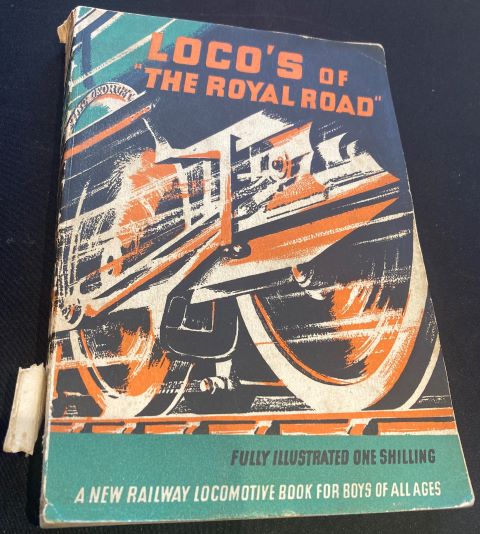 LOCO'S OF
"THE ROYAL ROAD"
FULLY ILLUSTRATED ONE SHILLING
A NEW RAILWAY LOCOMOTIVE BOOK FOR BOYS OF ALL AGES